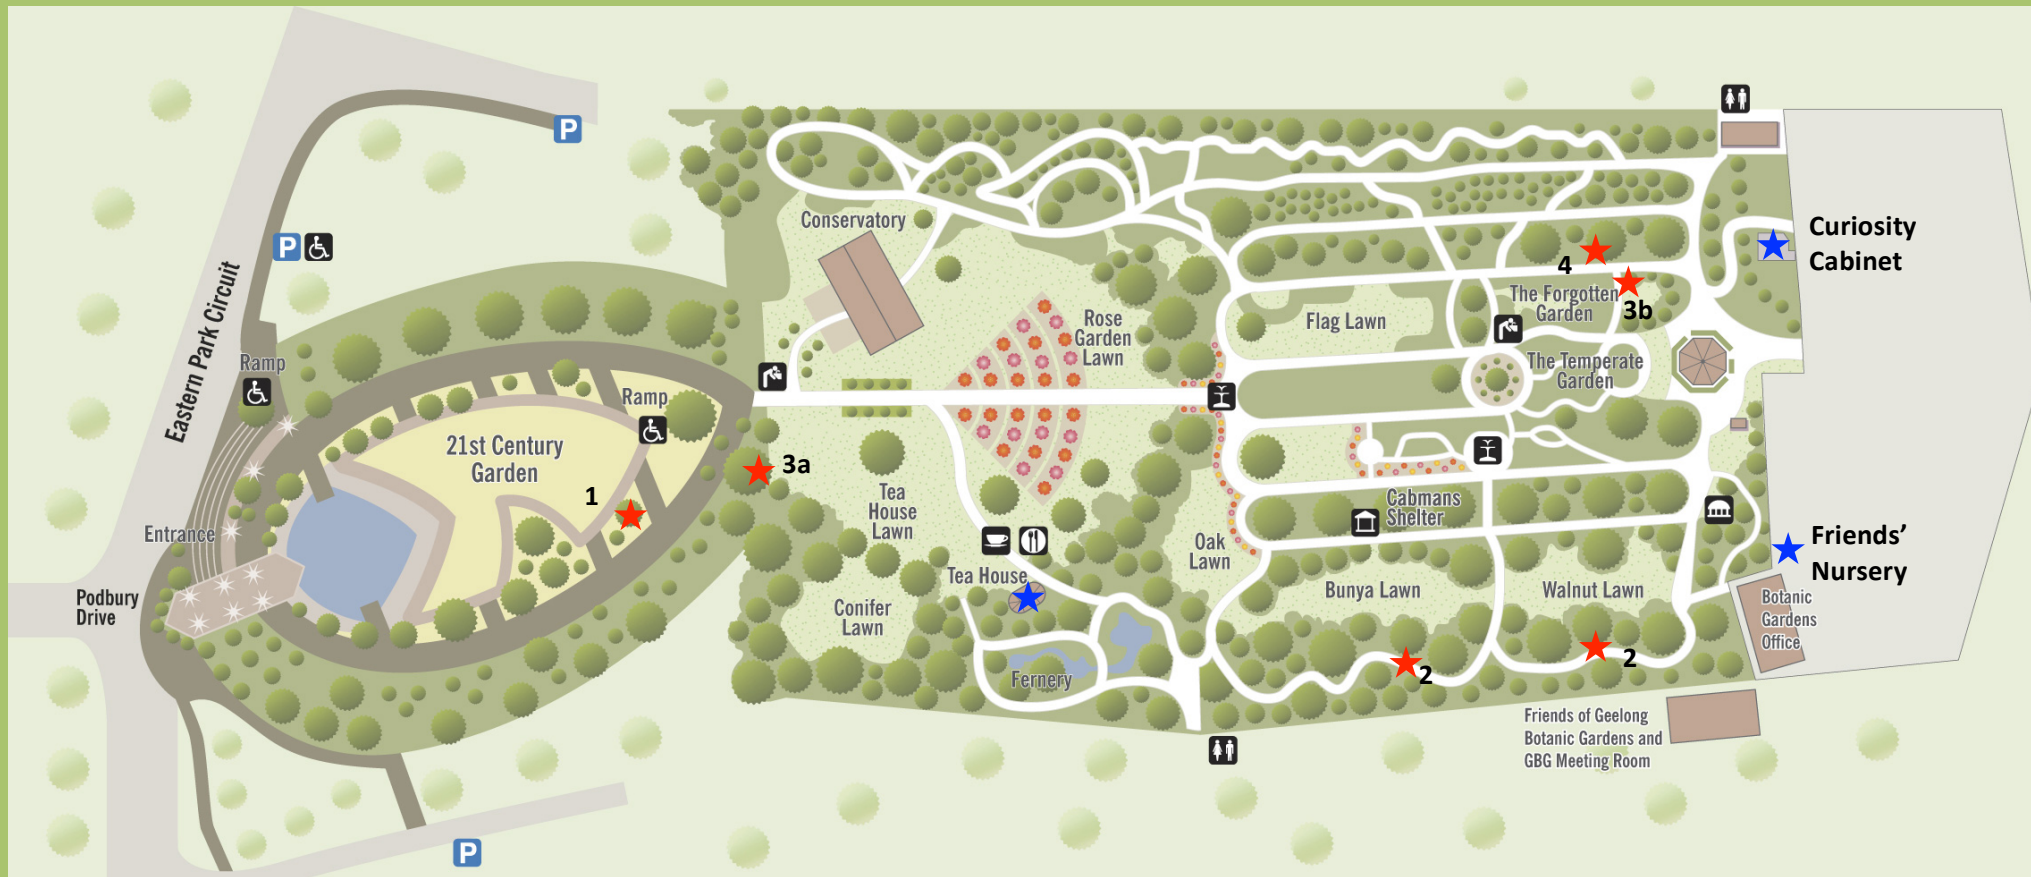 P
P
Eastern Park Circuit
Ramp
Ramp
21st Century
Garden
1
3a
Entrance
Podbury
Drive
P
Conservatory
Rose
Garden
Lawn
Tea
House
Lawn
Tea House
Conifer
Lawn
Fernery
Oak
Lawn
Flag Lawn
4
The Forgotten
Garden
3b
The Temperate
Garden
Cabmans
Shelter
Bunya Lawn
Walnut Lawn
2
2
Curiosity
Cabinet
Friends’
Nursery
Botanic
Gardens
Office
Friends of Geelong
Botanic Gardens and
GBG Meeting Room